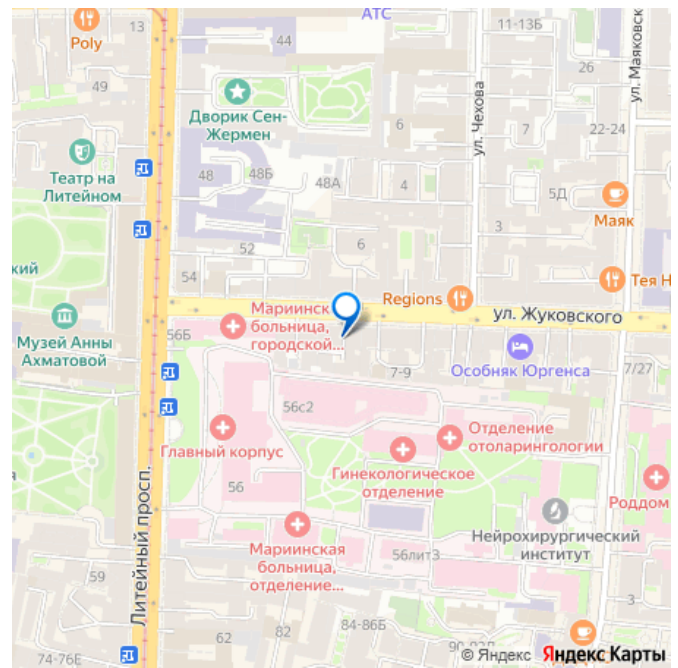 АТС
13
Poly
44
11-13Б
26
ул. Маяковск
49
Дворик Сен-
Жермен
6
ул. Чехова
7
22-24
Театр на
Литейном
48
48Б
48А
4
5Д
Маяк
3
52
6
кий
54
Regions
Тея Н
Музей Анны
Ахматовой
56Б
Мариинск
больница,
городской...
ул. Жуковского
7-9
Особняк Юргенса
7/27
56с2
Главный корпус
Отделение
отоларингологии
Гинекологическое
отделение
56
Роддом
Нейрохирургический
институт
Литейный просп.
Мариинская
больница,
отделение...
56лит3
59
3
62
84-86Б
74-76Е
82
© Яндекс Яндекс Карты